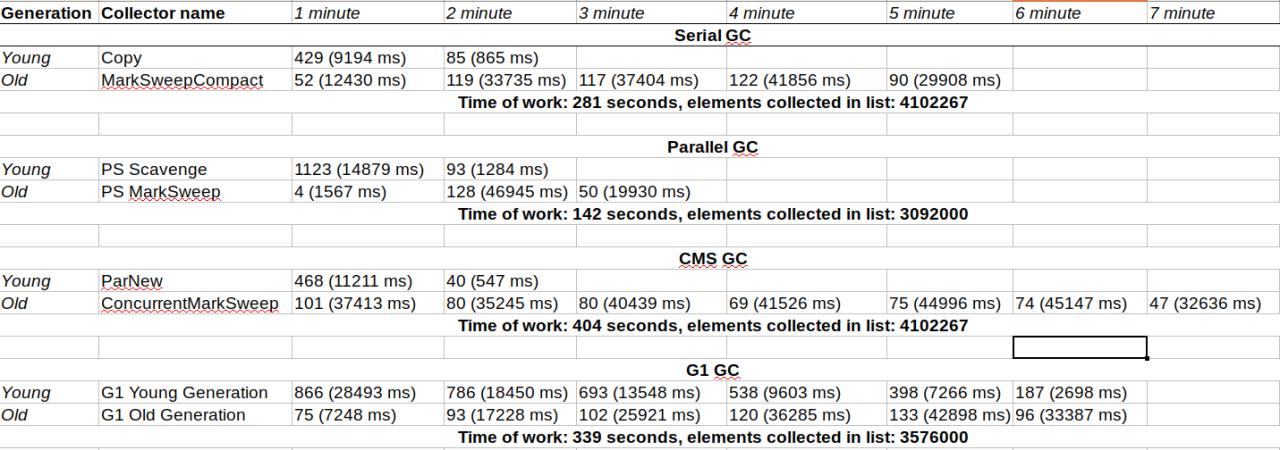 Generation Collector name 1 minute 2 minute 3 minute 4 minute 5 minute 6 minute 7 minute
Serial GC
Young Copy 429 (9194 ms) 85 (865 ms)
Old MarkSweepCompact 52 (12430 ms) 119 (33735 ms) 117 (37404 ms) 122 (41856 ms) 90 (29908 ms)
Time of work: 281 seconds, elements collected in list: 4102267
Parallel GC
Young PS Scavenge 1123 (14879 ms) 93 (1284 ms)
Old PS MarkSweep 4 (1567 ms) 128 (46945 ms) 50 (19930 ms)
Time of work: 142 seconds, elements collected in list: 3092000
CMS GC
Young ParNew 468 (11211 ms) 40 (547 ms)
Old ConcurrentMarkSweep 101 (37413 ms) 80 (35245 ms) 80 (40439 ms) 69 (41526 ms) 75 (44996 ms) 74 (45147 ms) 47 (32636 ms)
Time of work: 404 seconds, elements collected in list: 4102267
G1 GC
Young G1 Young Generation 866 (28493 ms) 786 (18450 ms) 693 (13548 ms) 538 (9603 ms) 398 (7266 ms) 187 (2698 ms)
Old G1 Old Generation 75 (7248 ms) 93 (17228 ms) 102 (25921 ms) 120 (36285 ms) 133 (42898 ms) 96 (33387 ms)
Time of work: 339 seconds, elements collected in list: 3576000